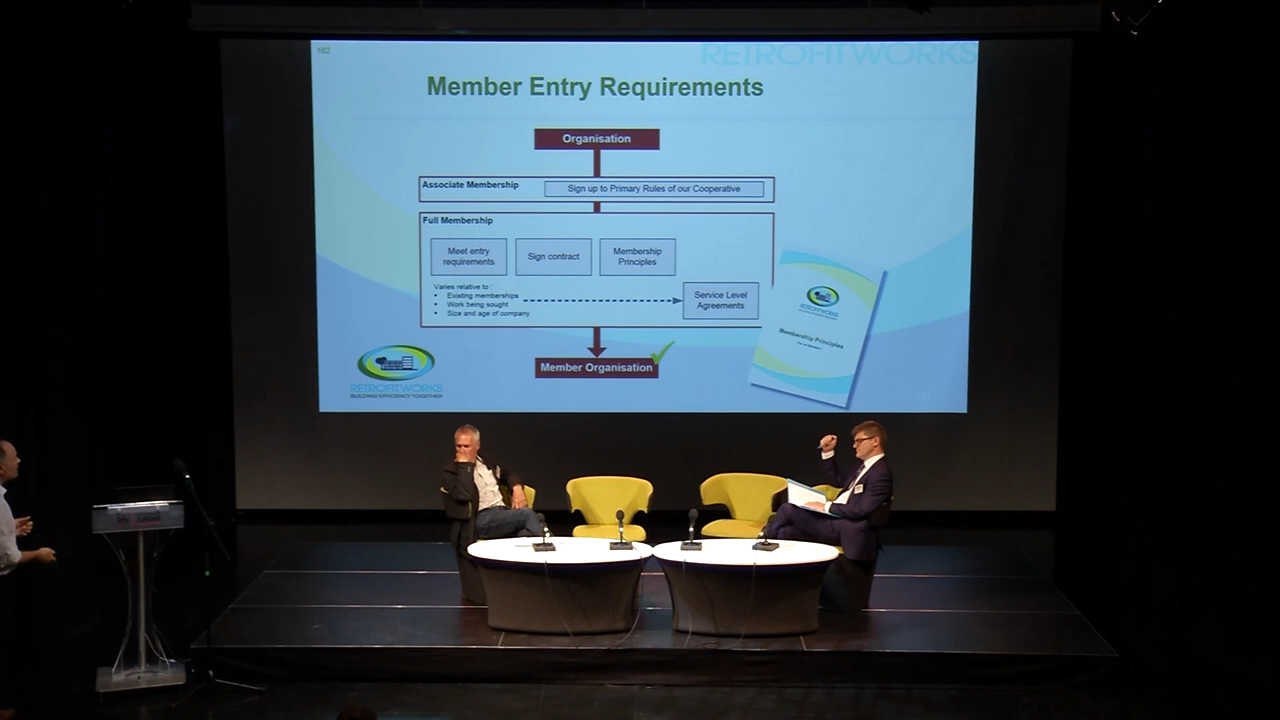 182
RETROFITWORKS
Member Entry Requirements
Organisation
Associate Membership
Sign up to Primary Rules of our Cooperative
Full Membership
Meet entry
requirements
Sign contract
Membership
Principles
Varies relative to :
• Existing memberships
• Work being sought
• Size and age of company
Service Level
Agreements
Member Organisation
RETROFITWORKS
BUILDING EFFICIENCY TOGETHER
RETROFITWORKS
Membership Principles